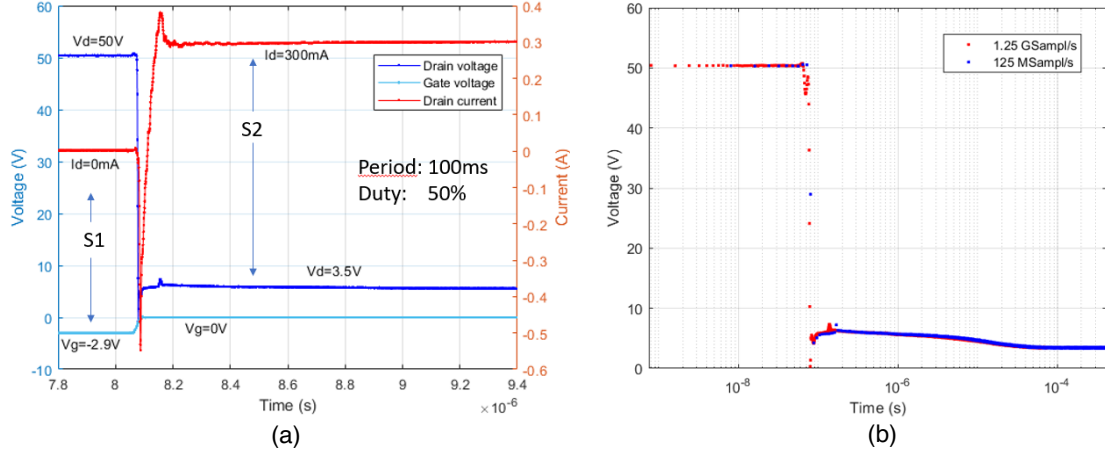 60
50
40
30
20
10
0
-10
Voltage (V)
Vd=50V
Id=0mA
S1
Vg=-2.9V
Id=300mA
Drain voltage
Gate voltage
Drain current
S2
Period: 100ms
Duty: 50%
Vd=3.5V
Vg=0V
0.4
0.3
0.2
0.1
0
-0.1
-0.2
-0.3
-0.4
-0.5
-0.6
Current (A)
7.8 8 8.2 8.4 8.6 8.8 9 9.2 9.4
Time (s)
×10⁻⁶
(a)
60
50
40
30
20
10
0
Voltage (V)
1.25 GSampl/s
125 MSampl/s
10⁻⁸ 10⁻⁶ 10⁻⁴
Time (s)
(b)